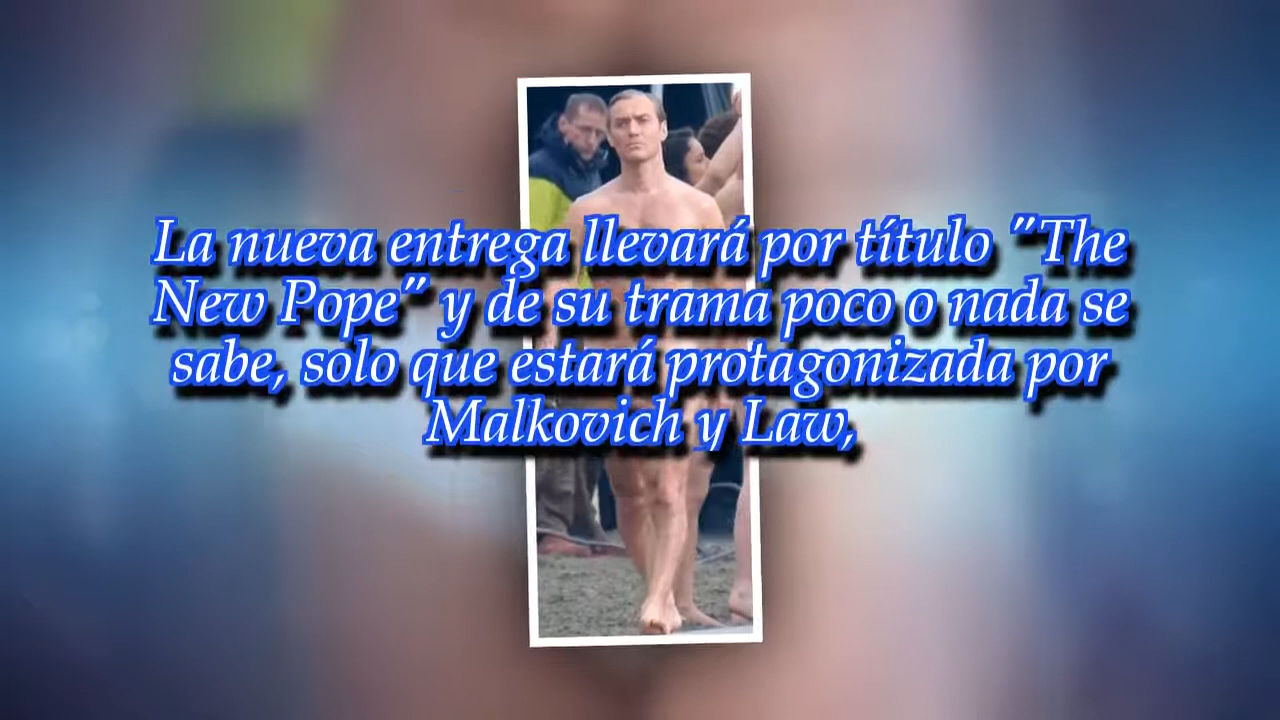 La nueva entrega llevará por título "The
New Pope" y de su trama poco o nada se
sabe, solo que estará protagonizada por
Malkovich y Law,